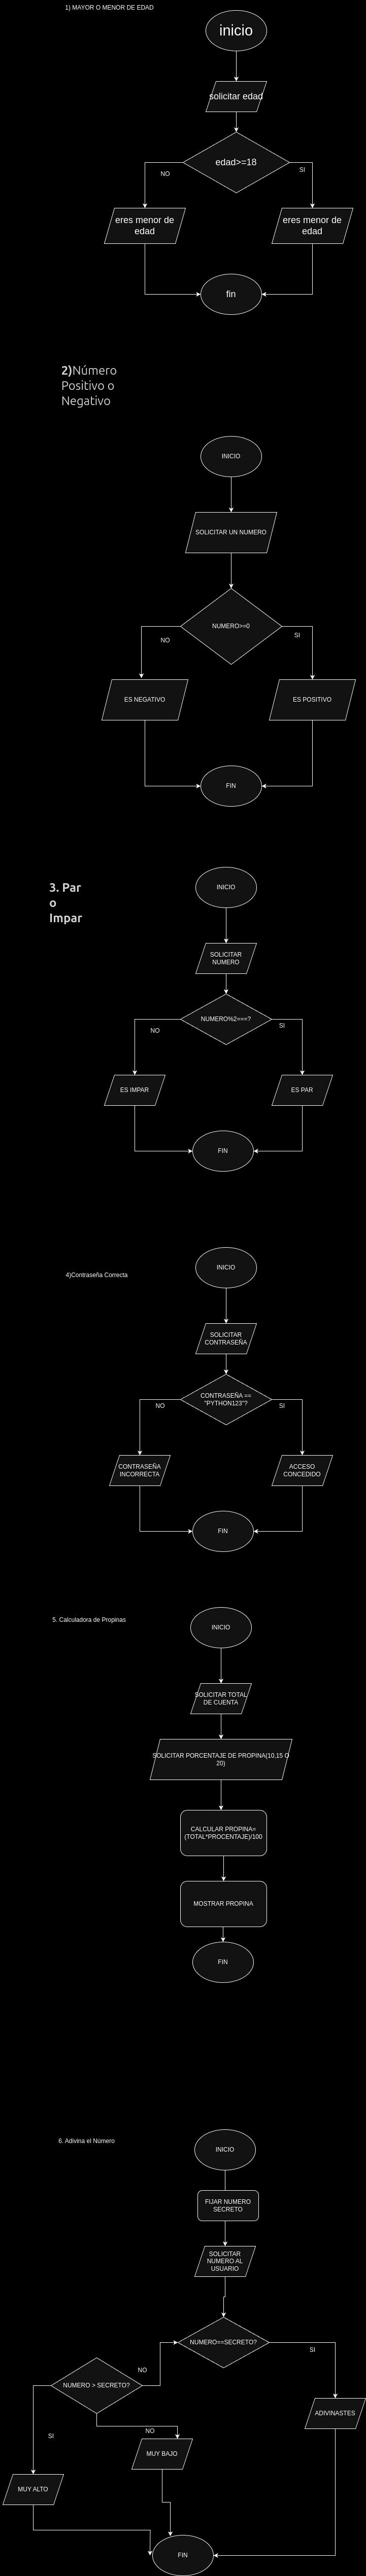 1) MAYOR O MENOR DE EDAD
inicio
solicitar edad
edad>=18
NO
SI
eres menor de
edad
eres menor de
edad
fin
2)Número
Positivo o
Negativo
INICIO
SOLICITAR UN NUMERO
NUMERO>=0
NO
SI
ES NEGATIVO
ES POSITIVO
FIN
3. Par
o
Impar
INICIO
SOLICITAR
NUMERO
NUMERO%2===?
NO
SI
ES IMPAR
ES PAR
FIN
4)Contraseña Correcta
INICIO
SOLICITAR
CONTRASEÑA
CONTRASEÑA ==
"PYTHON123"?
NO
SI
CONTRASEÑA
INCORRECTA
ACCESO
CONCEDIDO
FIN
5. Calculadora de Propinas
INICIO
SOLICITAR TOTAL
DE CUENTA
SOLICITAR PORCENTAJE DE PROPINA(10,15 O
20)
CALCULAR PROPINA=
(TOTAL*PROCENTAJE)/100
MOSTRAR PROPINA
FIN
6. Adivina el Número
INICIO
FIJAR NUMERO
SECRETO
SOLICITAR
NUMERO AL
USUARIO
NUMERO==SECRETO?
SI
NO
NUMERO > SECRETO?
ADIVINASTES
NO
SI
MUY BAJO
MUY ALTO
FIN